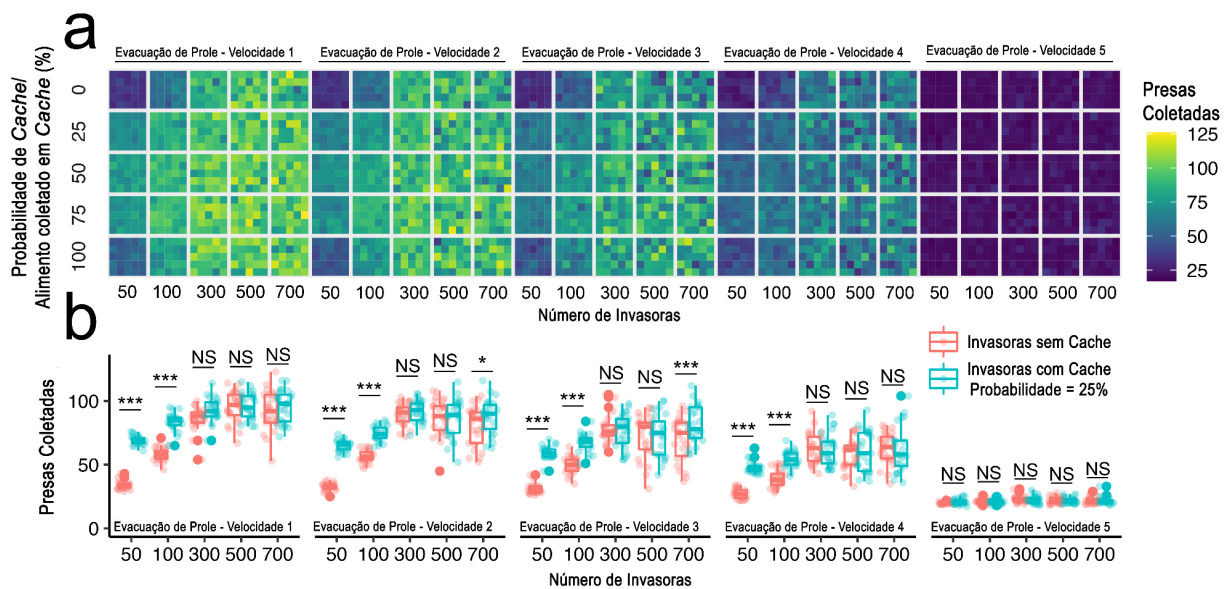 a
Evacuação de Prole - Velocidade 1
Evacuação de Prole - Velocidade 2
Evacuação de Prole - Velocidade 3
Evacuação de Prole - Velocidade 4
Evacuação de Prole - Velocidade 5
Probabilidade de Cache/
Alimento coletado em Cache (%)
0
25
50
75
100
50 100 300 500 700
50 100 300 500 700
50 100 300 500 700
50 100 300 500 700
50 100 300 500 700
Número de Invasoras
Presas
Coletadas
125
100
75
50
25
b
Presas Coletadas
100
50
0
*** *** NS NS NS
*** *** NS NS *
*** *** NS NS ***
*** *** NS NS NS
NS NS NS NS NS
Invasoras sem Cache
Invasoras com Cache
Probabilidade = 25%
Evacuação de Prole - Velocidade 1
Evacuação de Prole - Velocidade 2
Evacuação de Prole - Velocidade 3
Evacuação de Prole - Velocidade 4
Evacuação de Prole - Velocidade 5
50 100 300 500 700
50 100 300 500 700
50 100 300 500 700
50 100 300 500 700
50 100 300 500 700
Número de Invasoras